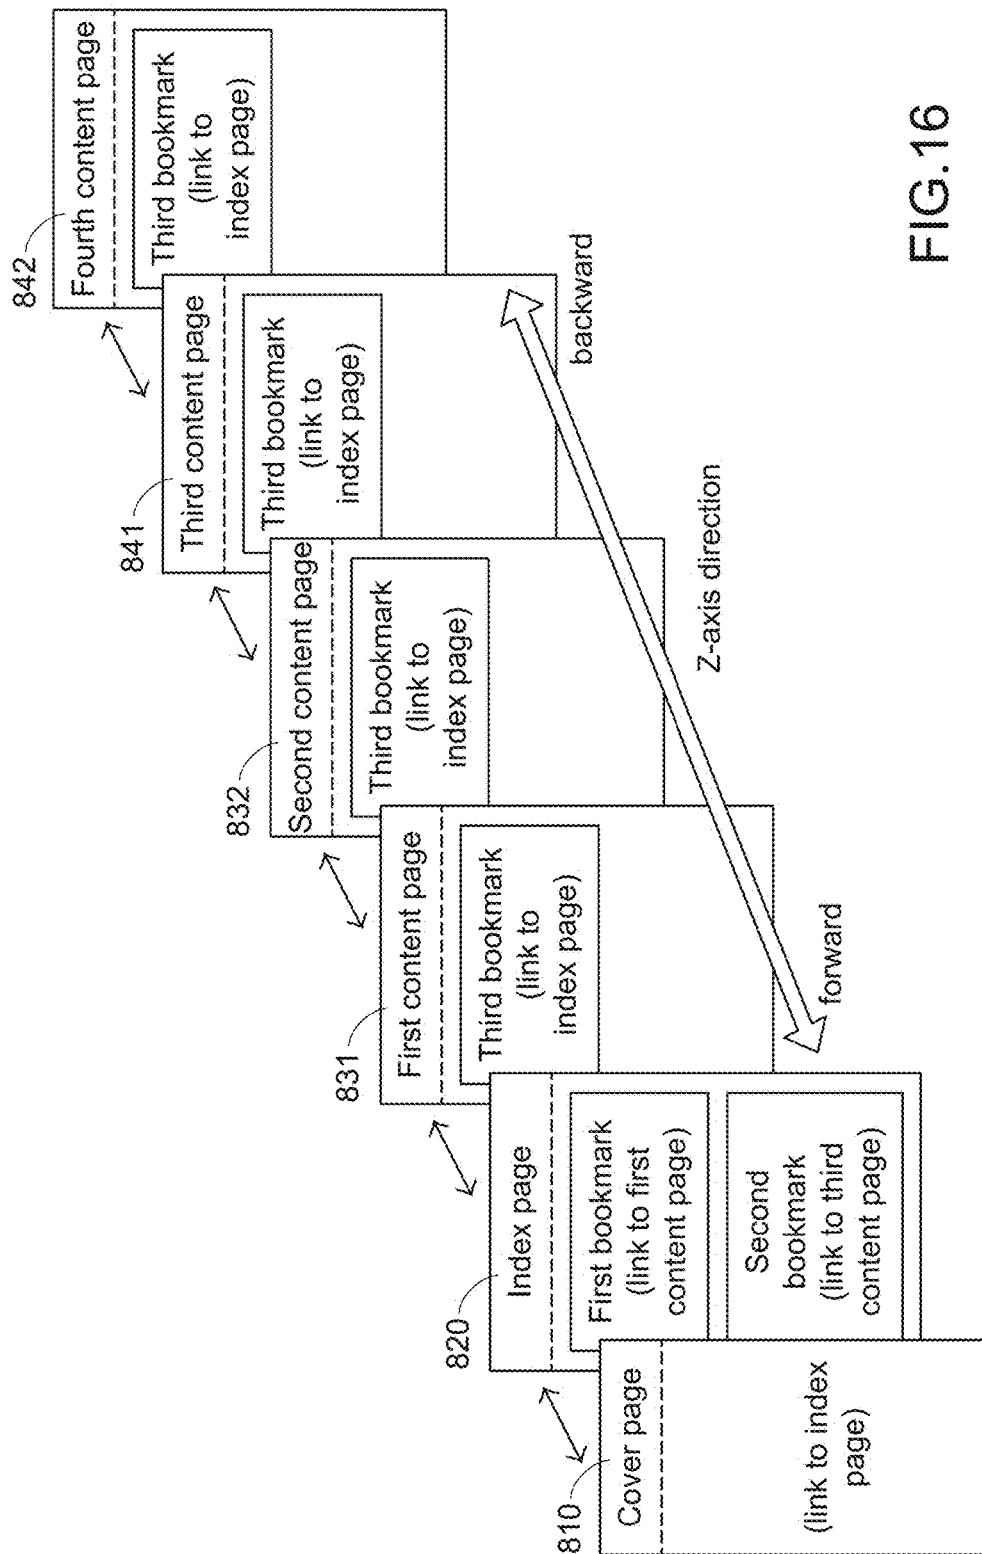 810
Cover page
(link to index
page)
820
Index page
First bookmark
(link to first
content page)
Second
bookmark
(link to third
content page)
831
First content page
Third bookmark
(link to
index page)
832
Second content page
Third bookmark
(link to
index page)
841
Third content page
Third bookmark
(link to
index page)
842
Fourth content page
Third bookmark
(link to
index page)
forward
Z-axis direction
backward
FIG.16